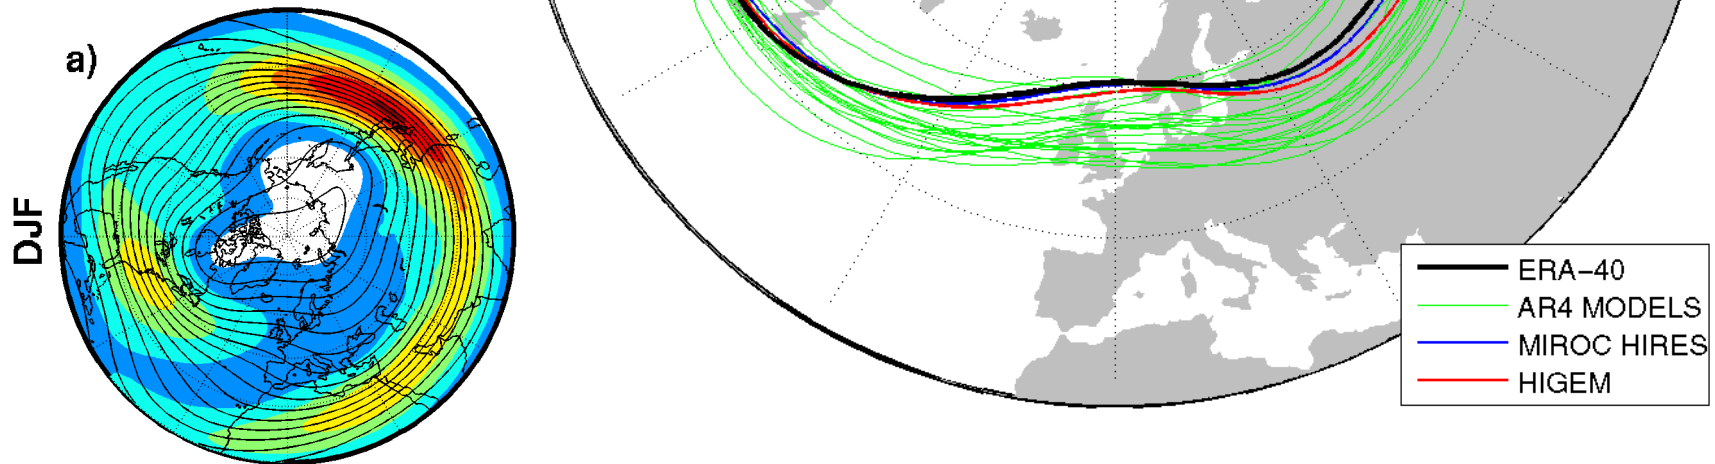 a)
DJF
ERA−40
AR4 MODELS
MIROC HIRES
HIGEM